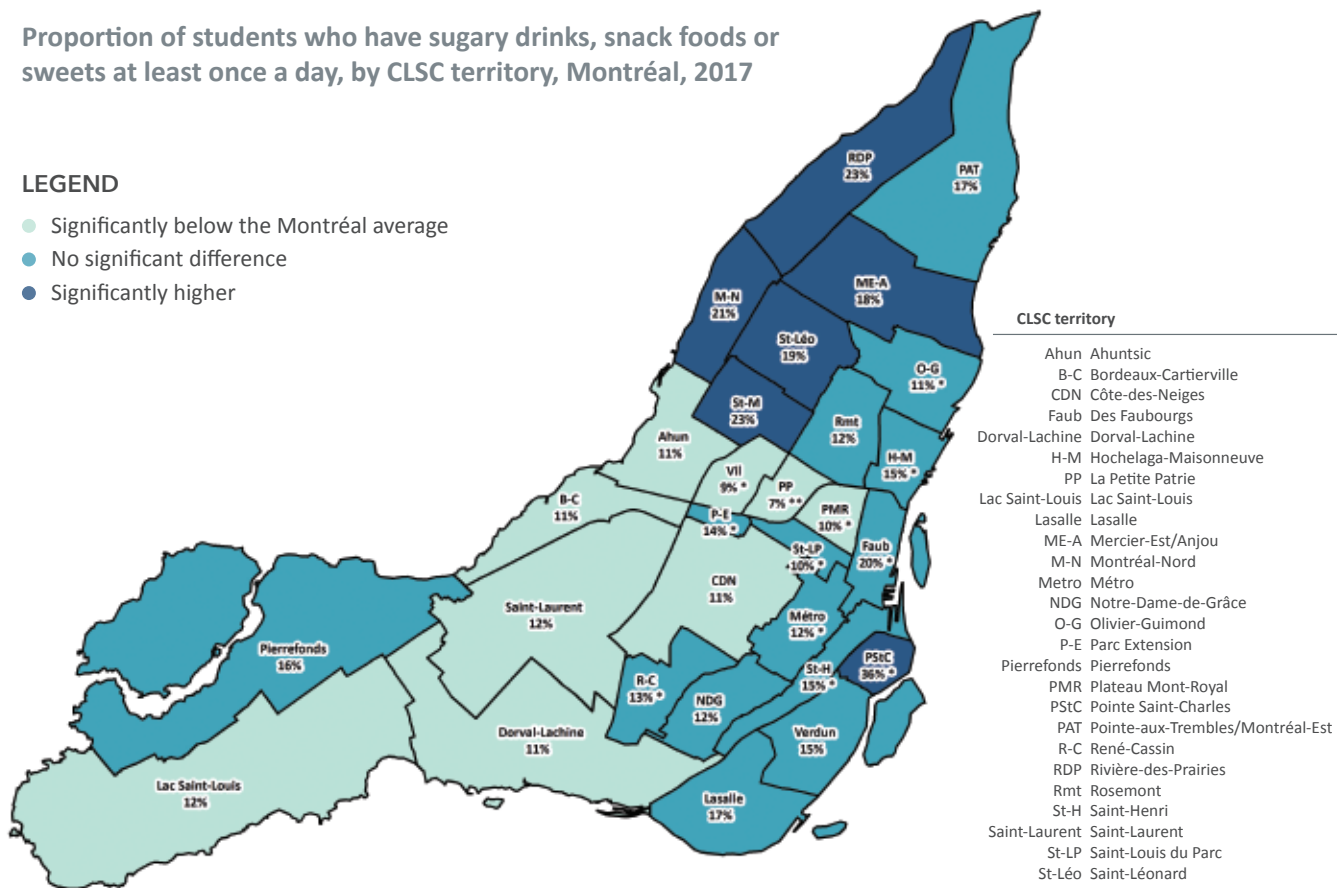 Proportion of students who have sugary drinks, snack foods or
sweets at least once a day, by CLSC territory, Montréal, 2017
LEGEND
Significantly below the Montréal average
No significant difference
Significantly higher
RDP
23%
PAT
17%
M-N
21%
ME-A
18%
St-Léo
19%
O-G
11% *
St-M
23%
Rmt
12%
Ahun
11%
H-M
15% *
Vil
9% *
PP
7% **
B-C
11%
PMR
10% *
P-E
14% *
St-LP
10% *
Faub
20% *
CDN
11%
Saint-Laurent
12%
Métro
12% *
Pierrefonds
16%
PStC
36% *
St-H
15% *
R-C
13% *
NDG
12%
Dorval-Lachine
11%
Verdun
15%
Lac Saint-Louis
12%
Lasalle
17%
CLSC territory
Ahun Ahuntsic
B-C Bordeaux-Cartierville
CDN Côte-des-Neiges
Faub Des Faubourgs
Dorval-Lachine Dorval-Lachine
H-M Hochelaga-Maisonneuve
PP La Petite Patrie
Lac Saint-Louis Lac Saint-Louis
Lasalle Lasalle
ME-A Mercier-Est/Anjou
M-N Montréal-Nord
Metro Métro
NDG Notre-Dame-de-Grâce
O-G Olivier-Guimond
P-E Parc Extension
Pierrefonds Pierrefonds
PMR Plateau Mont-Royal
PStC Pointe Saint-Charles
PAT Pointe-aux-Trembles/Montréal-Est
R-C René-Cassin
RDP Rivière-des-Prairies
Rmt Rosemont
St-H Saint-Henri
Saint-Laurent Saint-Laurent
St-LP Saint-Louis du Parc
St-Léo Saint-Léonard